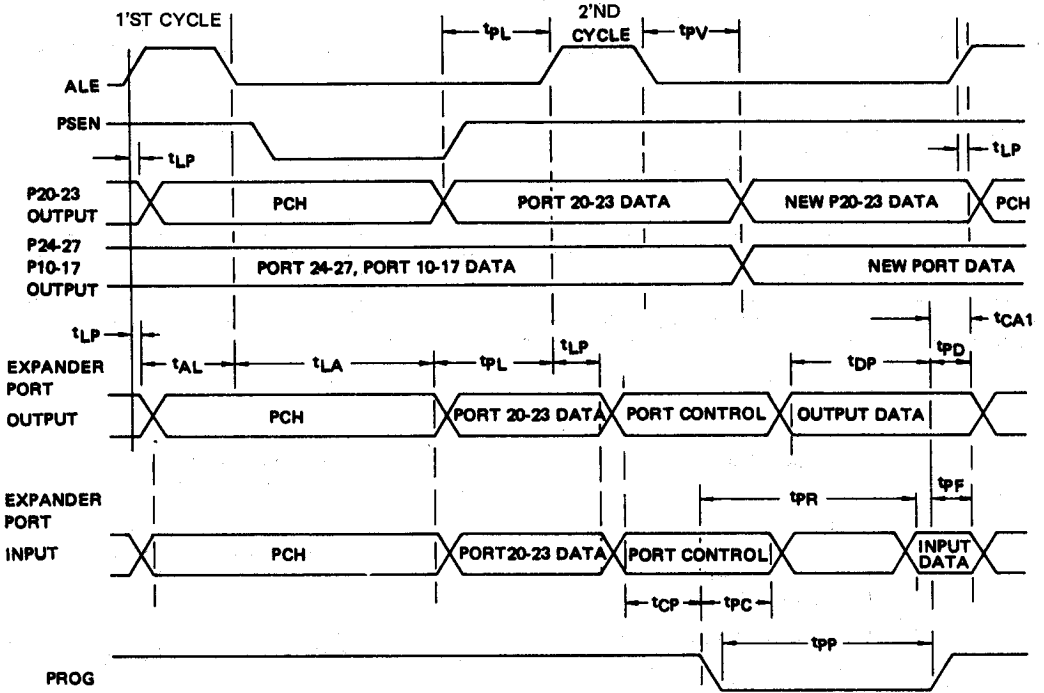 1'ST CYCLE
2'ND
CYCLE
tPL
tPV
ALE
PSEN
tLP
tLP
P20-23
OUTPUT
PCH
PORT 20-23 DATA
NEW P20-23 DATA
PCH
P24-27
P10-17
OUTPUT
PORT 24-27, PORT 10-17 DATA
NEW PORT DATA
tLP
tCA1
tAL
tLA
tPL
tLP
tDP
tPD
EXPANDER
PORT
OUTPUT
PCH
PORT 20-23 DATA
PORT CONTROL
OUTPUT DATA
tPR
tPF
EXPANDER
PORT
INPUT
PCH
PORT20-23 DATA
PORT CONTROL
INPUT
DATA
tCP
tPC
tPP
PROG